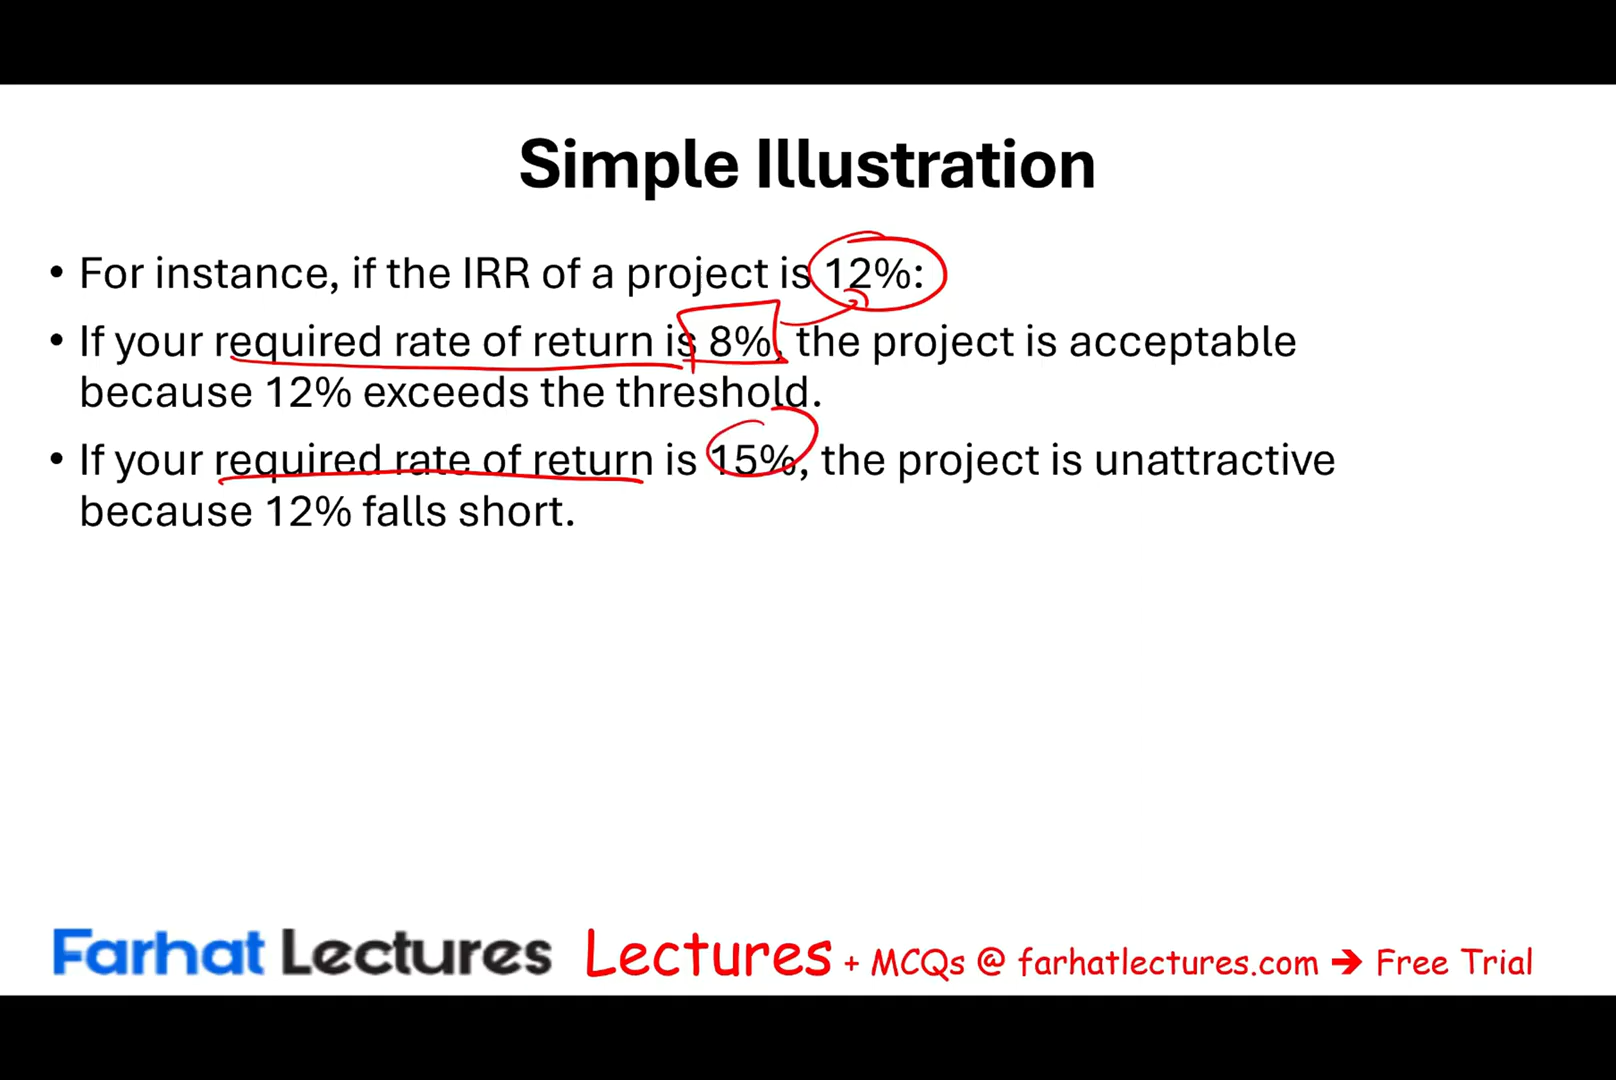 Simple Illustration
• For instance, if the IRR of a project is 12%:
• If your required rate of return is 8%, the project is acceptable
because 12% exceeds the threshold.
• If your required rate of return is 15%, the project is unattractive
because 12% falls short.
Farhat Lectures Lectures + MCQs @ farhatlectures.com ➔ Free Trial